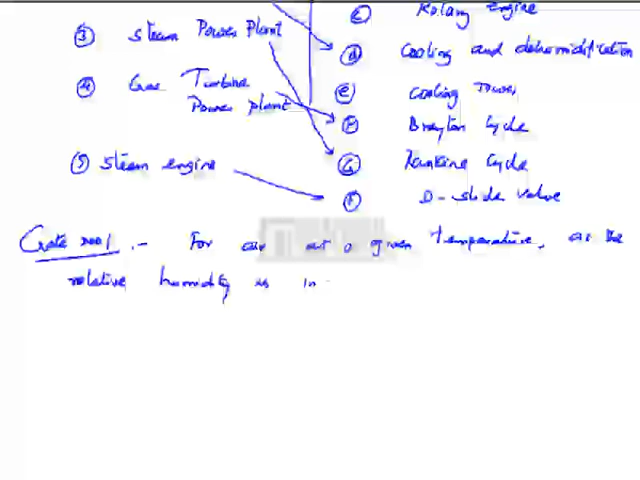 c Rotary Engine
3 Steam Power Plant
d Cooling and dehumidification
4 Gas Turbine Power plant
e Cooling Tower
Brayton Cycle
G Rankine Cycle
5 Steam engine
F D-slide valve
Gate 2001 :- For air at a given temperature, as the
relative humidity is in